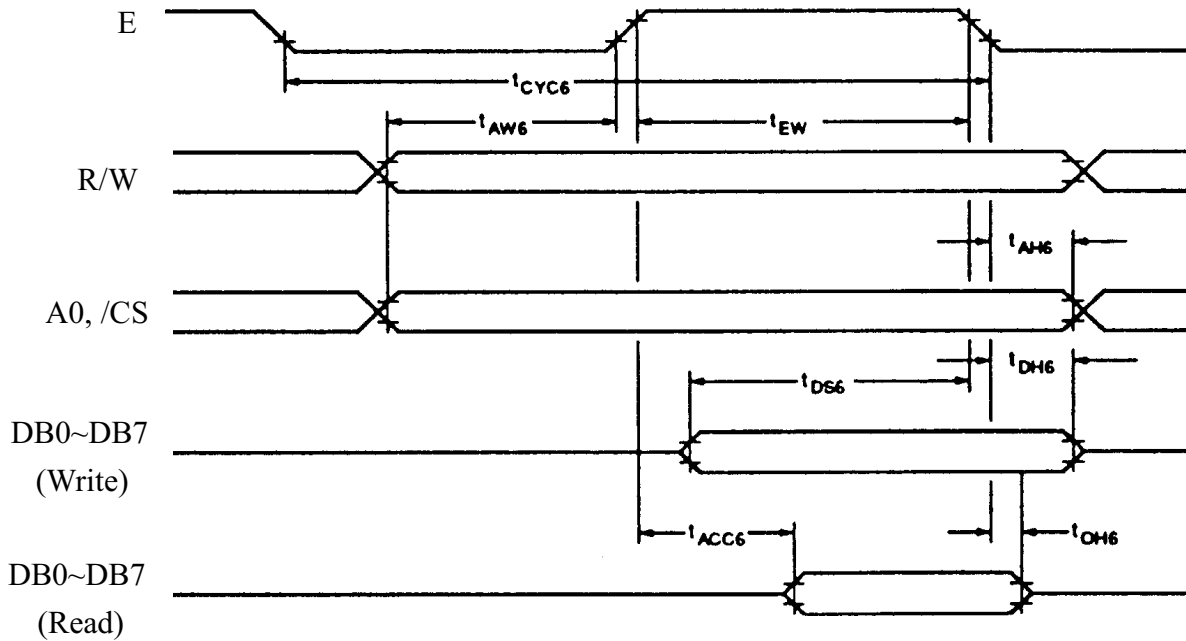 E
tCYC6
tAW6
tEW
R/W
tAH6
A0, /CS
tDH6
tDS6
DB0~DB7
(Write)
tACC6
tOH6
DB0~DB7
(Read)